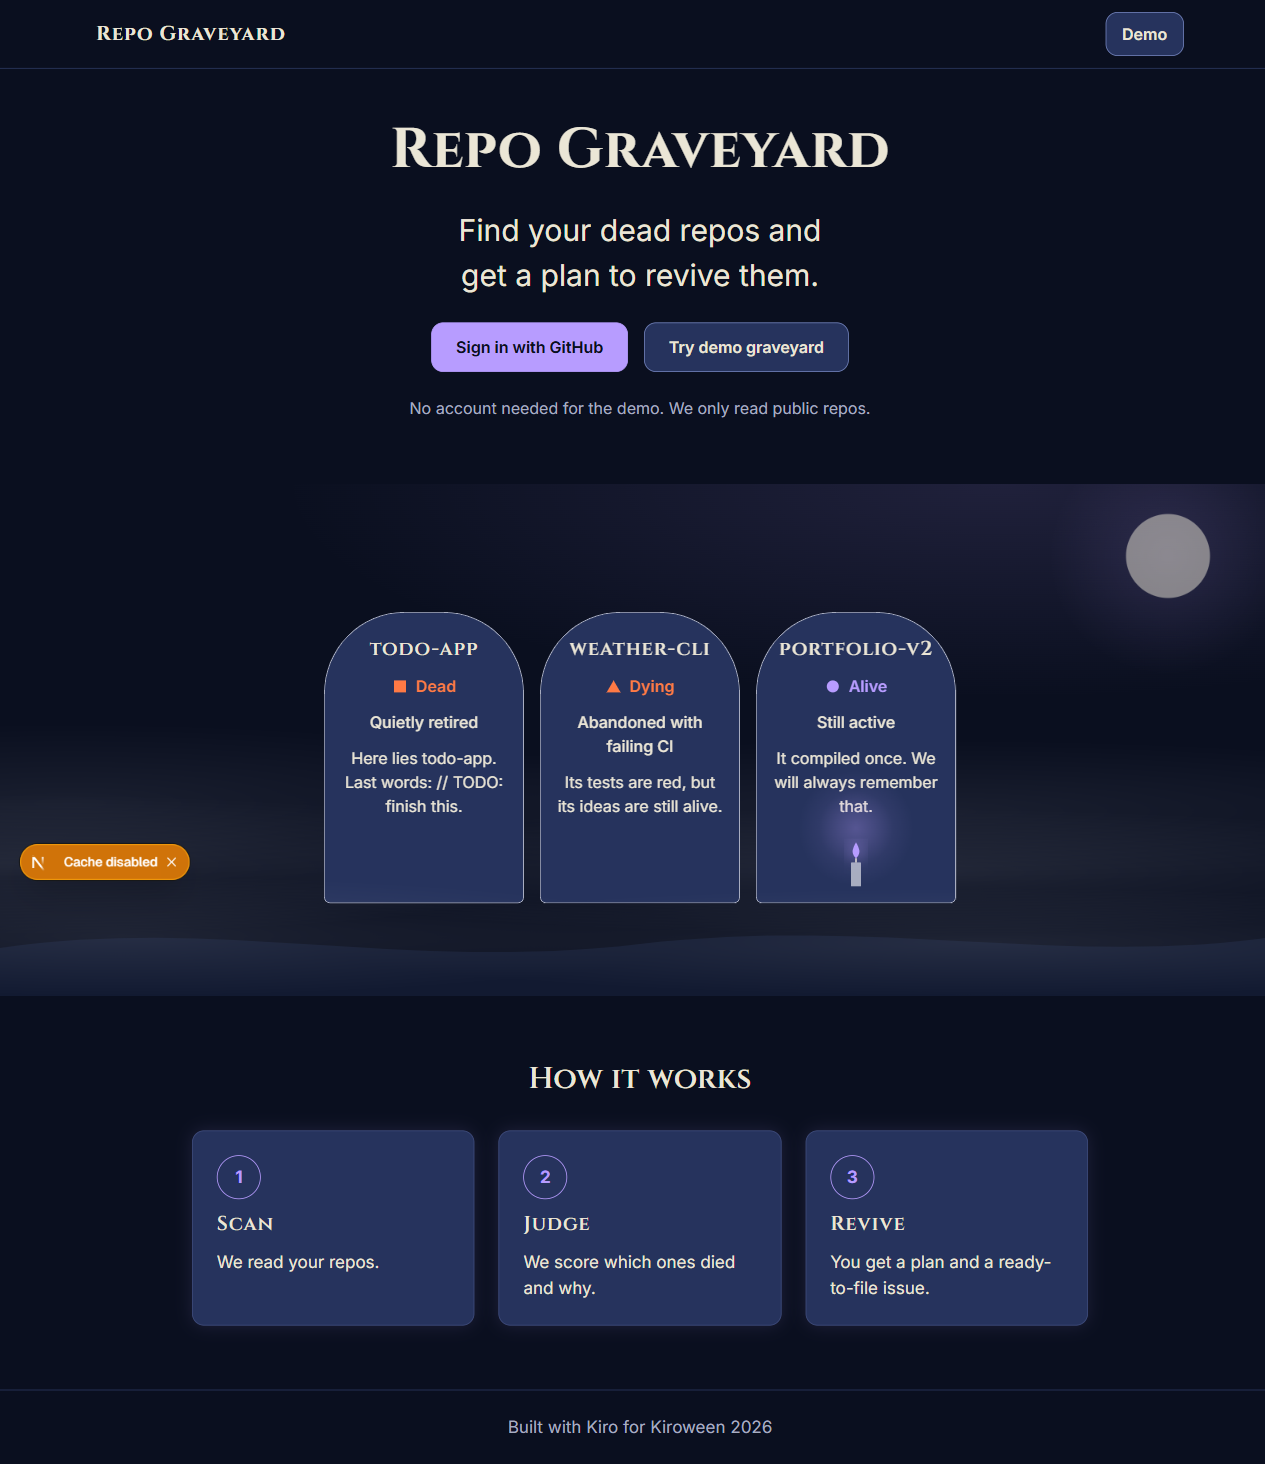 Repo Graveyard
Demo
Repo Graveyard
Find your dead repos and
get a plan to revive them.
Sign in with GitHub
Try demo graveyard
No account needed for the demo. We only read public repos.
todo-app
Dead
Quietly retired
Here lies todo-app.
Last words: // TODO:
finish this.
weather-cli
Dying
Abandoned with
failing CI
Its tests are red, but
its ideas are still alive.
portfolio-v2
Alive
Still active
It compiled once. We
will always remember
that.
N
Cache disabled
How it works
1
Scan
We read your repos.
2
Judge
We score which ones died
and why.
3
Revive
You get a plan and a ready-
to-file issue.
Built with Kiro for Kiroween 2026